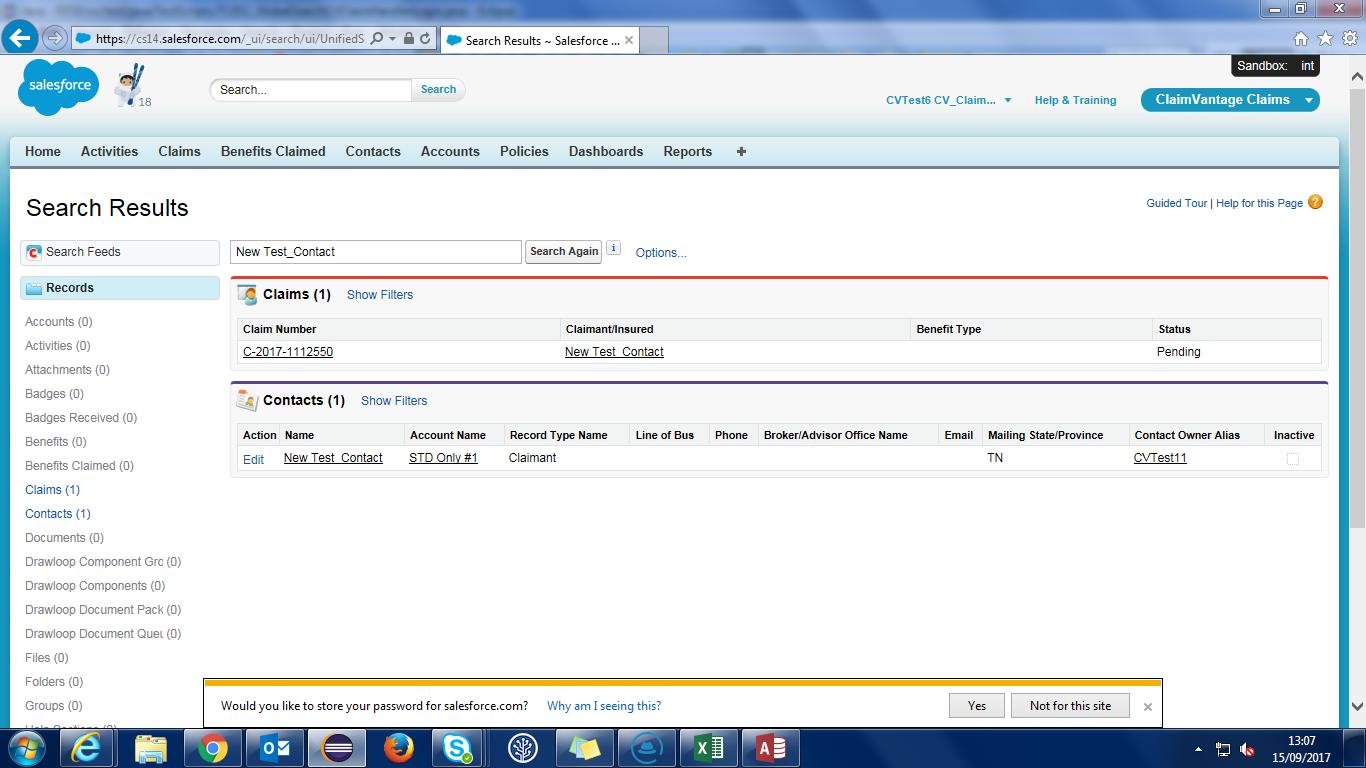 https://cs14.salesforce.com/_ui/search/ui/UnifiedS
Search Results ~ Salesforce ...
Sandbox: int
salesforce
18
Search...
Search
CVTest6 CV_Claim...
Help & Training
ClaimVantage Claims
Home Activities Claims Benefits Claimed Contacts Accounts Policies Dashboards Reports +
Search Results
Guided Tour | Help for this Page ?
Search Feeds
New Test_Contact
Search Again
i
Options...
Records
Accounts (0)
Activities (0)
Attachments (0)
Badges (0)
Badges Received (0)
Benefits (0)
Benefits Claimed (0)
Claims (1)
Contacts (1)
Documents (0)
Drawloop Component Grc (0)
Drawloop Components (0)
Drawloop Document Pack (0)
Drawloop Document Queu (0)
Files (0)
Folders (0)
Groups (0)
Claims (1) Show Filters
Claim Number Claimant/Insured Benefit Type Status
C-2017-1112550 New Test_Contact Pending
Contacts (1) Show Filters
Action Name Account Name Record Type Name Line of Bus Phone Broker/Advisor Office Name Email Mailing State/Province Contact Owner Alias Inactive
Edit New Test_Contact STD Only #1 Claimant TN CVTest11
Would you like to store your password for salesforce.com? Why am I seeing this? Yes Not for this site
13:07
15/09/2017